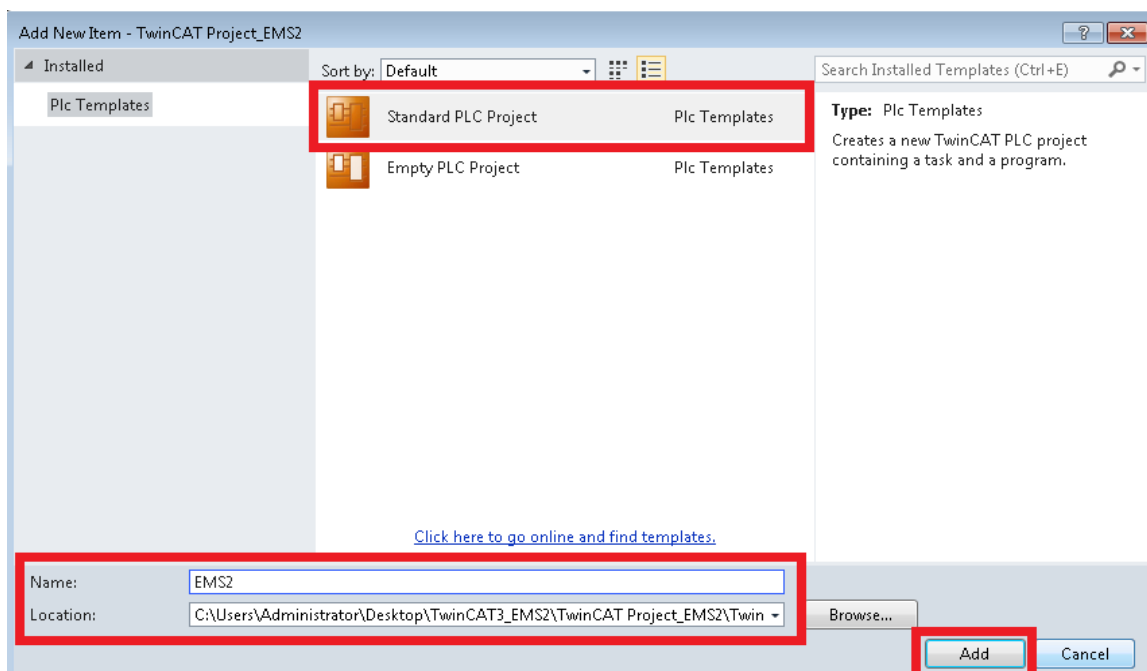 Add New Item - TwinCAT Project_EMS2
Installed
Plc Templates
Sort by: Default
Search Installed Templates (Ctrl+E)
Standard PLC Project Plc Templates
Empty PLC Project Plc Templates
Type: Plc Templates
Creates a new TwinCAT PLC project
containing a task and a program.
Click here to go online and find templates.
Name: EMS2
Location: C:\Users\Administrator\Desktop\TwinCAT3_EMS2\TwinCAT Project_EMS2\Twin
Browse...
Add Cancel